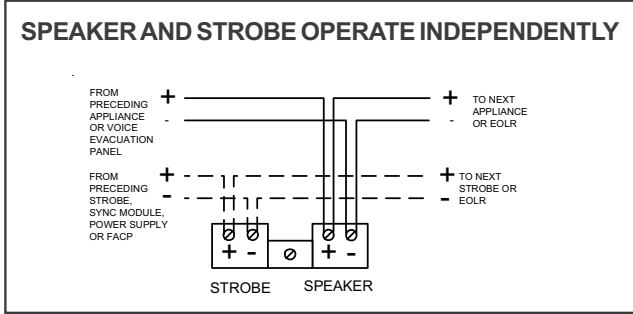 SPEAKER AND STROBE OPERATE INDEPENDENTLY
FROM
PRECEDING
APPLIANCE
OR VOICE
EVACUATION
PANEL
+
-
+
-
TO NEXT
APPLIANCE
OR EOLR
FROM
PRECEDING
STROBE,
SYNC MODULE,
POWER SUPPLY
OR FACP
+
-
+
-
TO NEXT
STROBE OR
EOLR
+ -
+ -
STROBE
SPEAKER